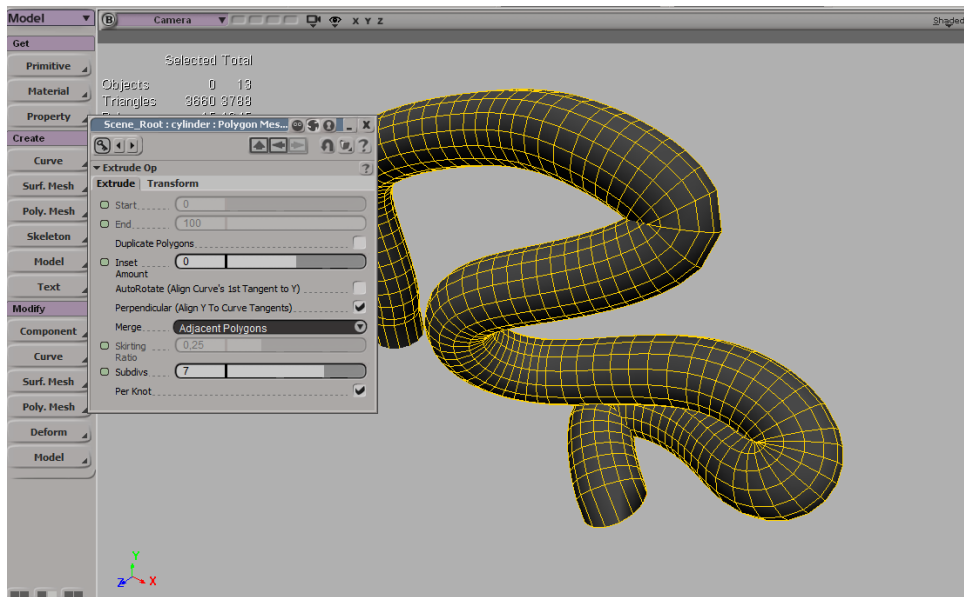 Model
B Camera X Y Z Shaded
Get
Primitive
Material
Property
Create
Curve
Surf. Mesh
Poly. Mesh
Skeleton
Model
Text
Modify
Component
Curve
Surf. Mesh
Poly. Mesh
Deform
Model
Selected Total
Objects 0 13
Triangles 3660 3788
Scene_Root : cylinder : Polygon Mes... _ X
?
Extrude Op ?
Extrude Transform
Start 0
End 100
Duplicate Polygons
Inset Amount 0
AutoRotate (Align Curve's 1st Tangent to Y)
Perpendicular (Align Y To Curve Tangents)
Merge Adjacent Polygons
Skirting Ratio 0,25
Subdivs 7
Per Knot
Y
Z X